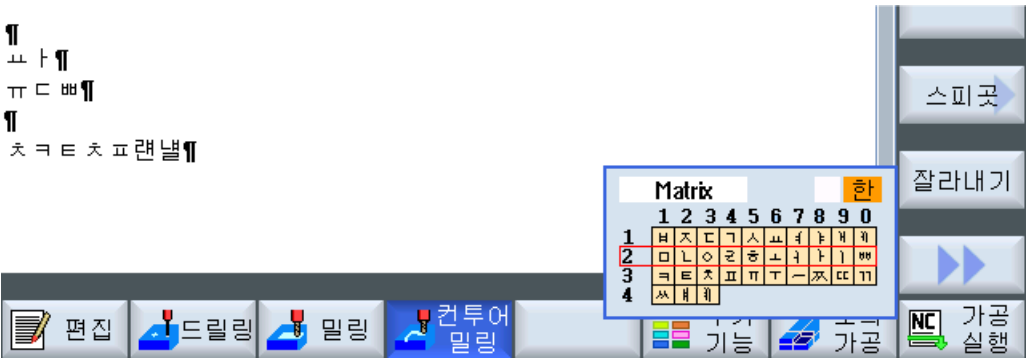 ¶
ㅛㅏ¶
ㅠㄷㅃ¶
¶
ㅊㅋㅌㅊㅍ랜냴¶
스피곳
잘라내기
Matrix 한
1 2 3 4 5 6 7 8 9 0
1 ㅂ ㅈ ㄷ ㄱ ㅅ ㅛ ㅕ ㅑ ㅐ ㅔ
2 ㅁ ㄴ ㅇ ㄹ ㅎ ㅗ ㅓ ㅏ ㅣ ㅃ
3 ㅋ ㅌ ㅊ ㅍ ㅠ ㅜ ㅡ ㅉ ㄸ ㄲ
4 ㅆ ㅒ ㅖ
편집
드릴링
밀링
컨투어
밀링
기능
가공
NC 가공
실행